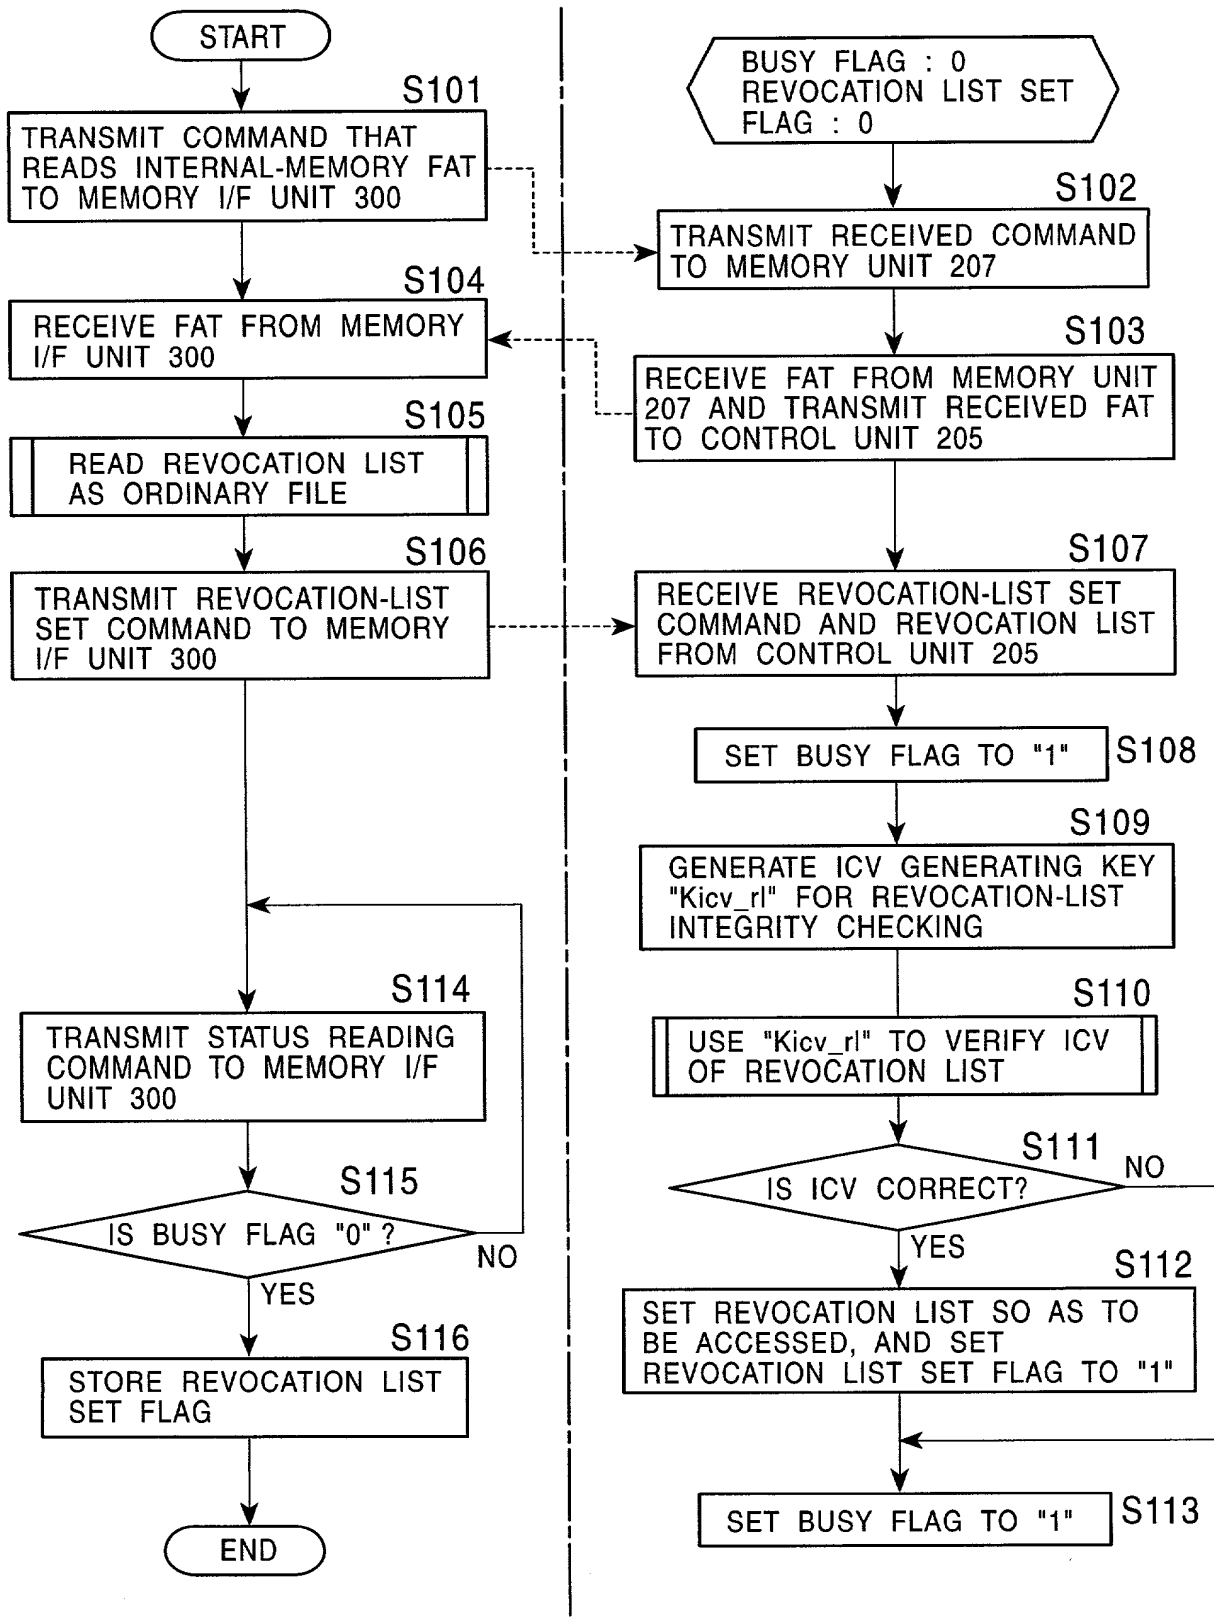 START
S101
TRANSMIT COMMAND THAT
READS INTERNAL-MEMORY FAT
TO MEMORY I/F UNIT 300
S104
RECEIVE FAT FROM MEMORY
I/F UNIT 300
S105
READ REVOCATION LIST
AS ORDINARY FILE
S106
TRANSMIT REVOCATION-LIST
SET COMMAND TO MEMORY
I/F UNIT 300
S114
TRANSMIT STATUS READING
COMMAND TO MEMORY I/F
UNIT 300
S115
IS BUSY FLAG "0" ?
NO
YES
S116
STORE REVOCATION LIST
SET FLAG
END
BUSY FLAG : 0
REVOCATION LIST SET
FLAG : 0
S102
TRANSMIT RECEIVED COMMAND
TO MEMORY UNIT 207
S103
RECEIVE FAT FROM MEMORY UNIT
207 AND TRANSMIT RECEIVED FAT
TO CONTROL UNIT 205
S107
RECEIVE REVOCATION-LIST SET
COMMAND AND REVOCATION LIST
FROM CONTROL UNIT 205
SET BUSY FLAG TO "1"
S108
S109
GENERATE ICV GENERATING KEY
"Kicv_rl" FOR REVOCATION-LIST
INTEGRITY CHECKING
S110
USE "Kicv_rl" TO VERIFY ICV
OF REVOCATION LIST
S111
IS ICV CORRECT?
NO
YES
S112
SET REVOCATION LIST SO AS TO
BE ACCESSED, AND SET
REVOCATION LIST SET FLAG TO "1"
SET BUSY FLAG TO "1"
S113